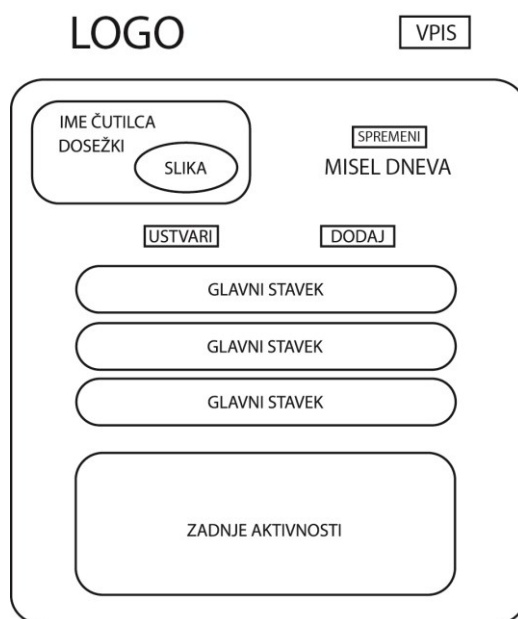 LOGO
VPIS
IME ČUTILCA
DOSEŽKI
SLIKA
SPREMENI
MISEL DNEVA
USTVARI
DODAJ
GLAVNI STAVEK
GLAVNI STAVEK
GLAVNI STAVEK
ZADNJE AKTIVNOSTI